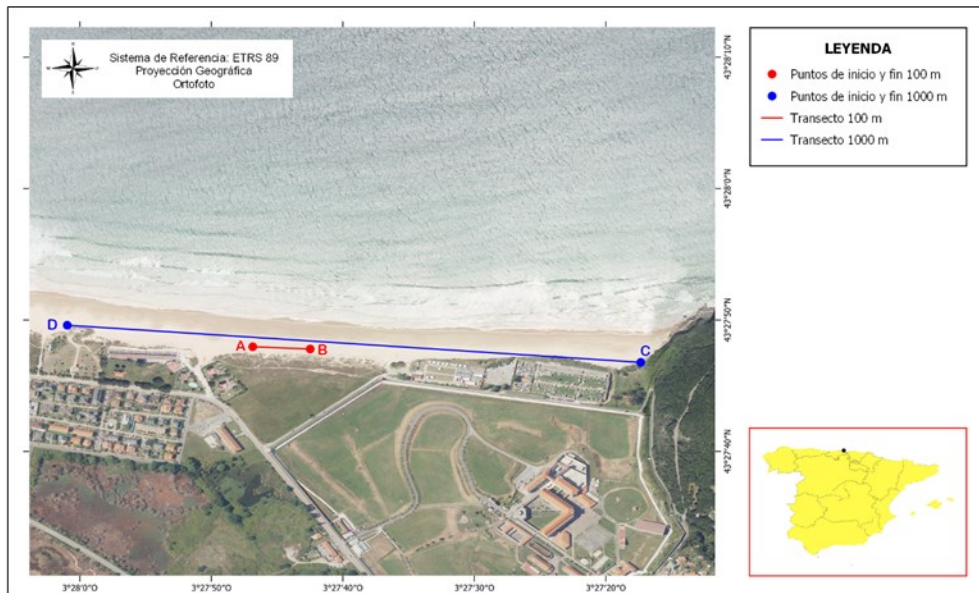 Sistema de Referencia: ETRS 89
Proyección Geográfica
Ortofoto
LEYENDA
Puntos de inicio y fin 100 m
Puntos de inicio y fin 1000 m
Transecto 100 m
Transecto 1000 m
D
A
B
C
43°28'10"N
43°28'0"N
43°27'50"N
43°27'40"N
3°28'0"O
3°27'50"O
3°27'40"O
3°27'30"O
3°27'20"O